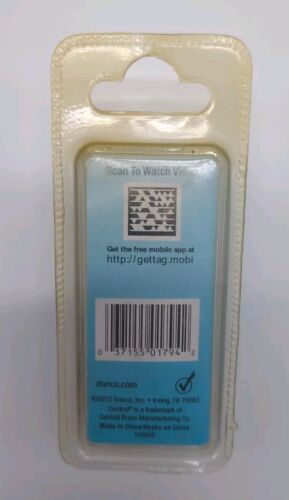 Scan To Watch Video
Get the free mobile app at
http://gettag.mobi
0 37155 01794 2
danco.com
©2012 Danco, Inc. • Irving, TX 75062
Central® is a trademark of
Central Brass Manufacturing Co.
Made in China/Hecho en China